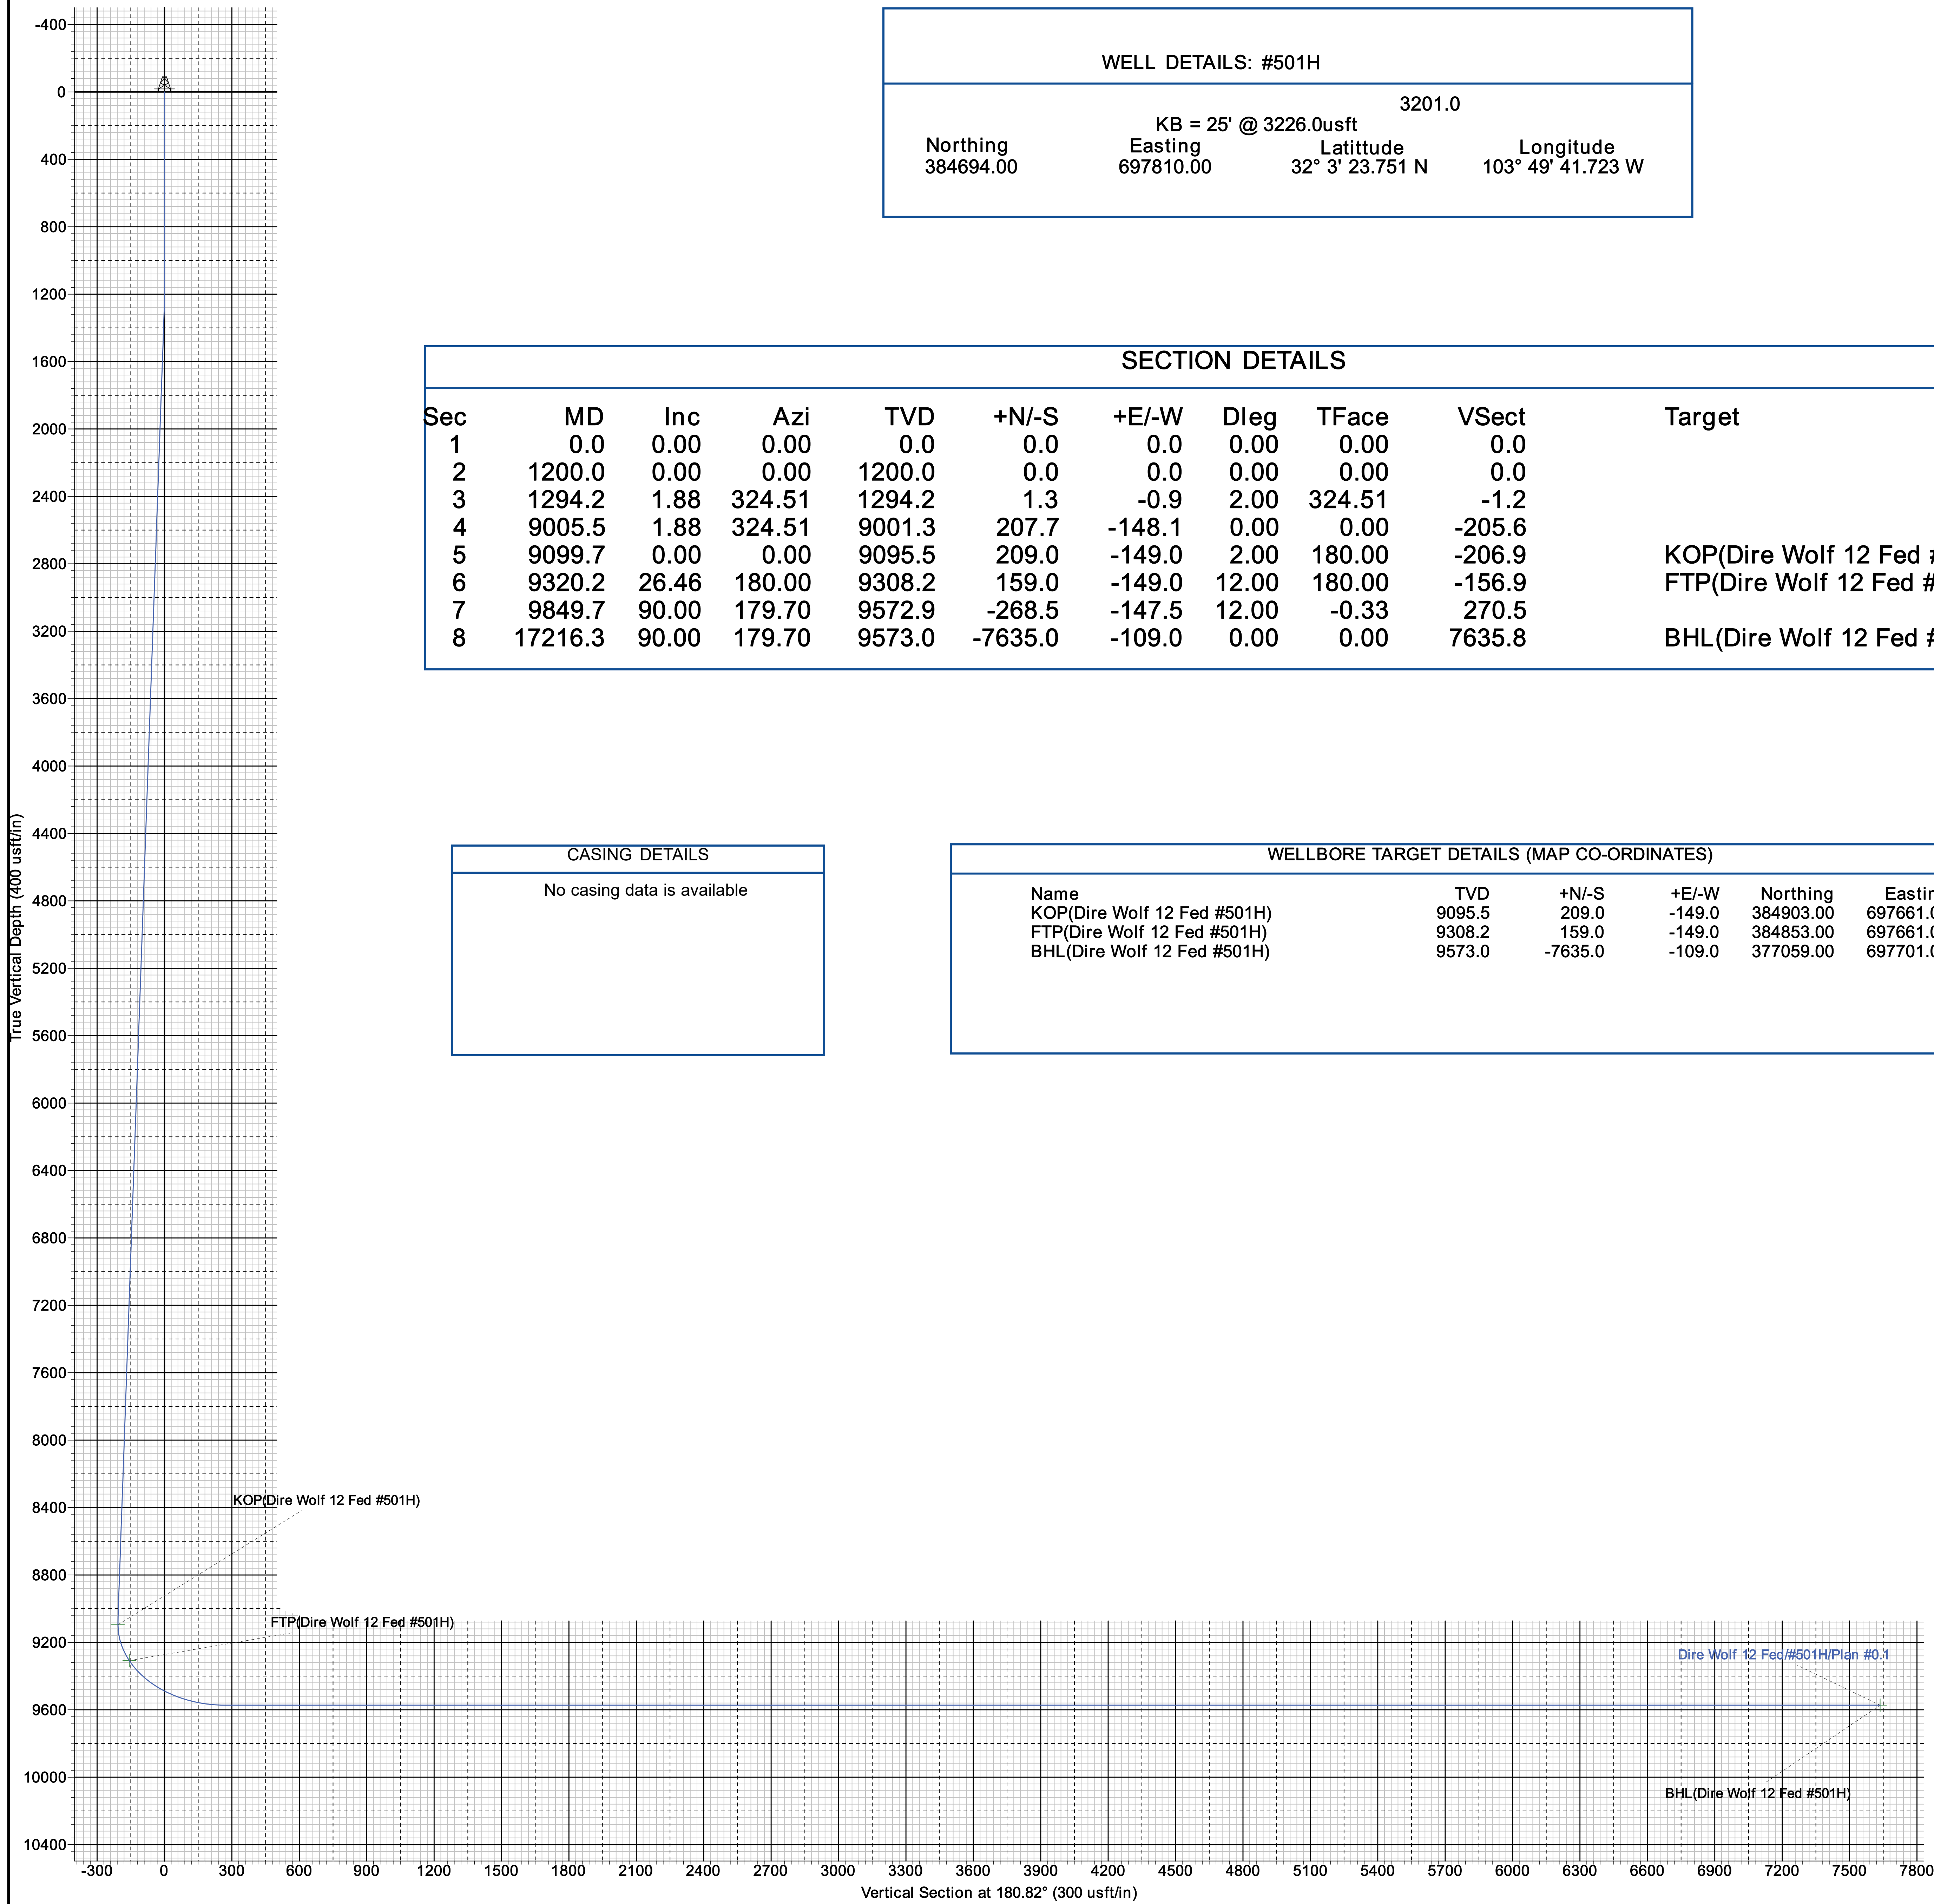 WELL DETAILS: #501H
3201.0
KB = 25' @ 3226.0usft
Northing Easting Latittude Longitude
384694.00 697810.00 32° 3' 23.751 N 103° 49' 41.723 W
SECTION DETAILS
Sec MD Inc Azi TVD +N/-S +E/-W Dleg TFace VSect Target
1 0.0 0.00 0.00 0.0 0.0 0.0 0.00 0.00 0.0
2 1200.0 0.00 0.00 1200.0 0.0 0.0 0.00 0.00 0.0
3 1294.2 1.88 324.51 1294.2 1.3 -0.9 2.00 324.51 -1.2
4 9005.5 1.88 324.51 9001.3 207.7 -148.1 0.00 0.00 -205.6
5 9099.7 0.00 0.00 9095.5 209.0 -149.0 2.00 180.00 -206.9 KOP(Dire Wolf 12 Fed #
6 9320.2 26.46 180.00 9308.2 159.0 -149.0 12.00 180.00 -156.9 FTP(Dire Wolf 12 Fed #
7 9849.7 90.00 179.70 9572.9 -268.5 -147.5 12.00 -0.33 270.5
8 17216.3 90.00 179.70 9573.0 -7635.0 -109.0 0.00 0.00 7635.8 BHL(Dire Wolf 12 Fed #
CASING DETAILS
No casing data is available
WELLBORE TARGET DETAILS (MAP CO-ORDINATES)
Name TVD +N/-S +E/-W Northing Eastin
KOP(Dire Wolf 12 Fed #501H) 9095.5 209.0 -149.0 384903.00 697661.0
FTP(Dire Wolf 12 Fed #501H) 9308.2 159.0 -149.0 384853.00 697661.0
BHL(Dire Wolf 12 Fed #501H) 9573.0 -7635.0 -109.0 377059.00 697701.0
True Vertical Depth (400 usft/in)
-400
0
400
800
1200
1600
2000
2400
2800
3200
3600
4000
4400
4800
5200
5600
6000
6400
6800
7200
7600
8000
8400
8800
9200
9600
10000
10400
KOP(Dire Wolf 12 Fed #501H)
FTP(Dire Wolf 12 Fed #501H)
Dire Wolf 12 Fed/#501H/Plan #0.1
BHL(Dire Wolf 12 Fed #501H)
-300 0 300 600 900 1200 1500 1800 2100 2400 2700 3000 3300 3600 3900 4200 4500 4800 5100 5400 5700 6000 6300 6600 6900 7200 7500 7800
Vertical Section at 180.82° (300 usft/in)